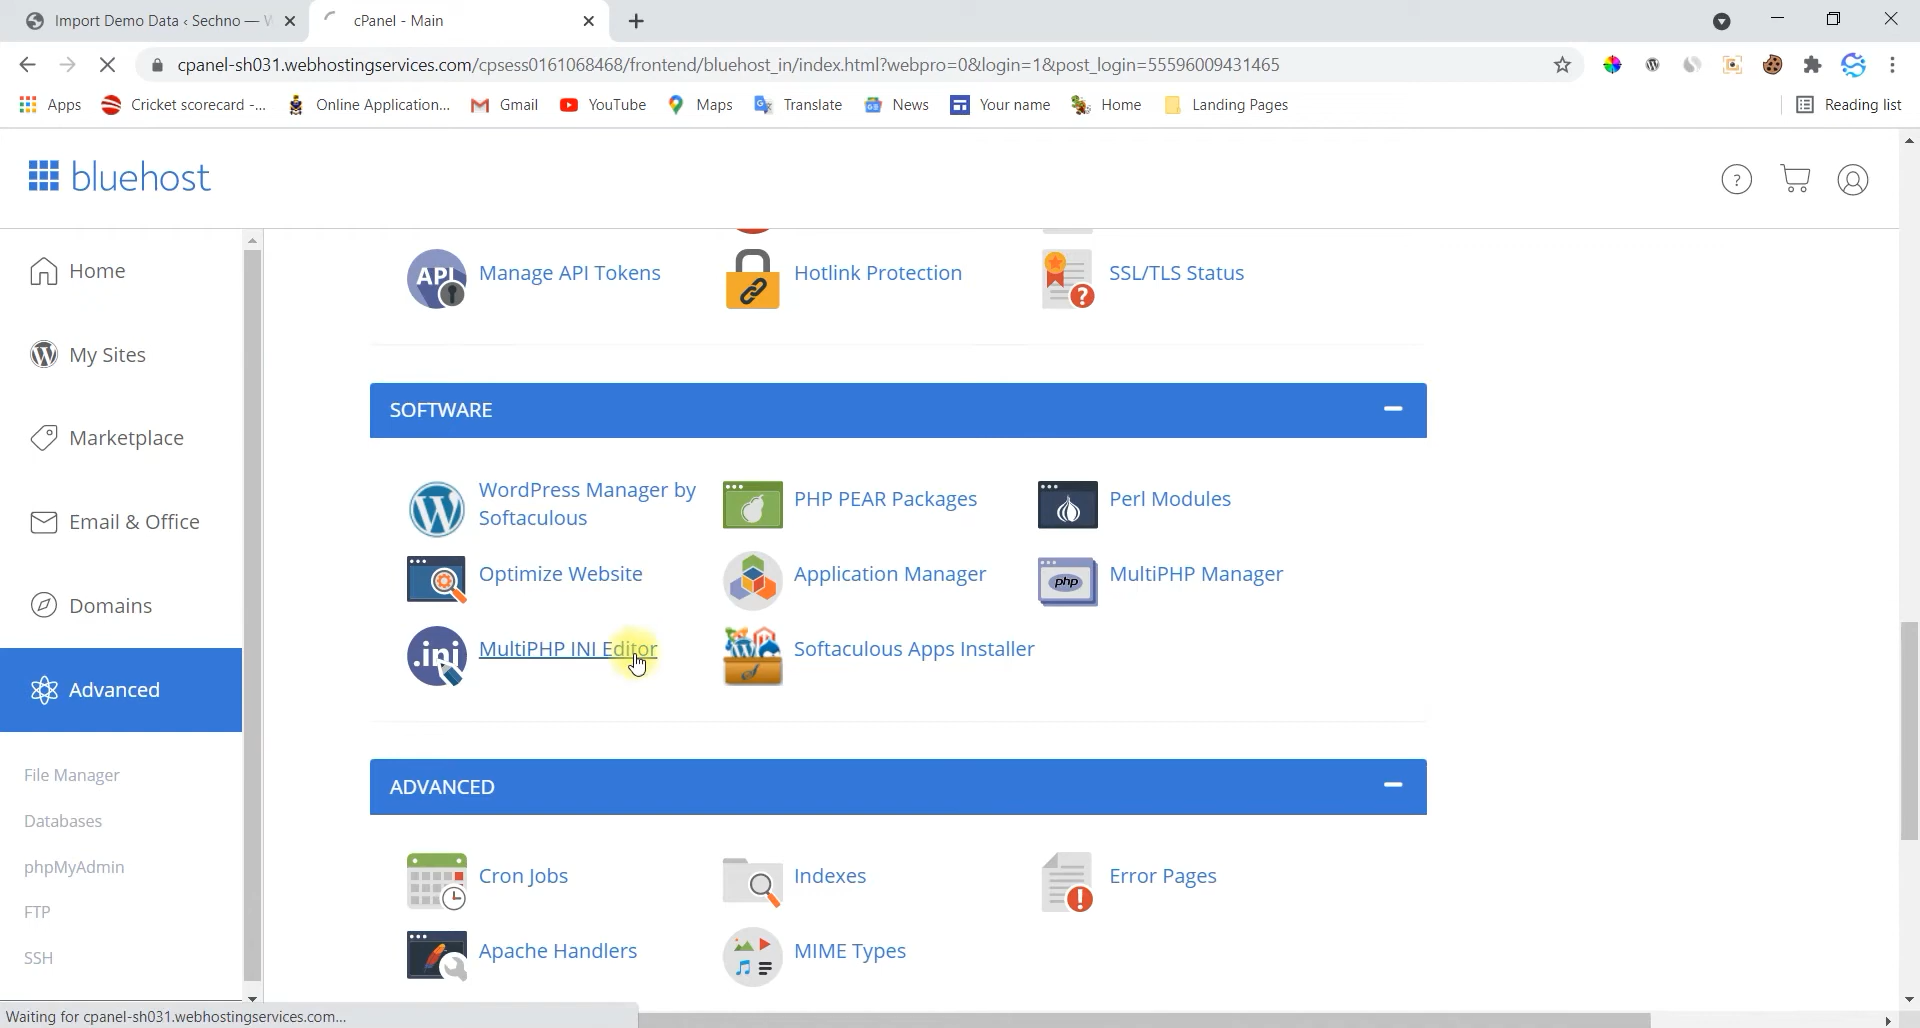 Import Demo Data ‹ Sechno — W
cPanel - Main
cpanel-sh031.webhostingservices.com/cpsess0161068468/frontend/bluehost_in/index.html?webpro=0&login=1&post_login=55596009431465
Apps
Cricket scorecard -...
Online Application...
Gmail
YouTube
Maps
Translate
News
Your name
Home
Landing Pages
Reading list
bluehost
?
Home
My Sites
Marketplace
Email & Office
Domains
Advanced
File Manager
Databases
phpMyAdmin
FTP
SSH
API
Manage API Tokens
Hotlink Protection
?
SSL/TLS Status
SOFTWARE
WordPress Manager by
Softaculous
PHP PEAR Packages
Perl Modules
Optimize Website
Application Manager
php
MultiPHP Manager
.ini
MultiPHP INI Editor
Softaculous Apps Installer
ADVANCED
Cron Jobs
Indexes
Error Pages
Apache Handlers
MIME Types
Waiting for cpanel-sh031.webhostingservices.com...